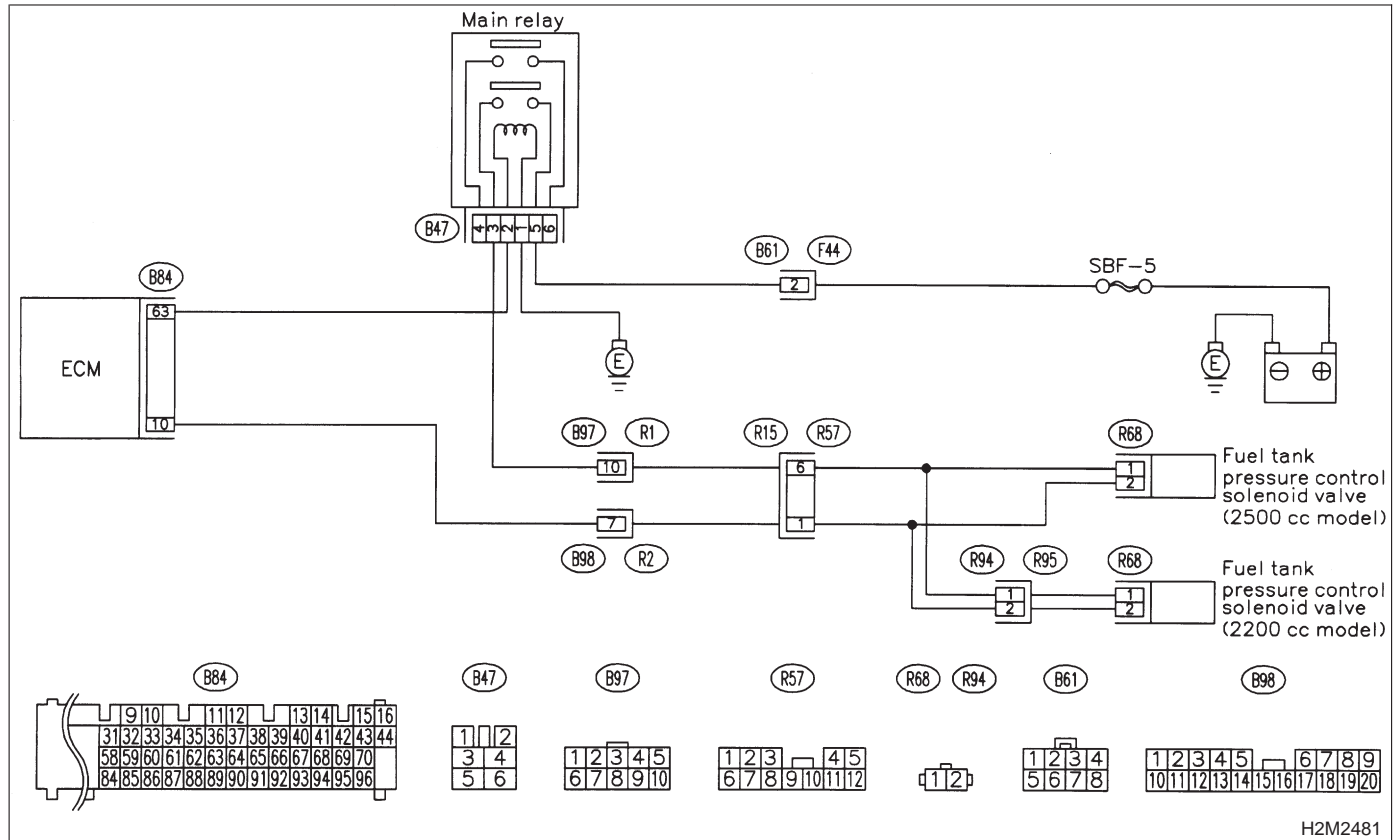 Main relay
B47
4 3 2 1 5 6
B61 F44
2
SBF-5
B84
63
ECM
10
E
E
⊖ ⊕
B97 R1
10
R15 R57
6
1
R68
1
2
Fuel tank
pressure control
solenoid valve
(2500 cc model)
7
B98 R2
R94 R95
1
2
R68
1
2
Fuel tank
pressure control
solenoid valve
(2200 cc model)
B84
9 10 11 12 13 14 15 16
31 32 33 34 35 36 37 38 39 40 41 42 43 44
58 59 60 61 62 63 64 65 66 67 68 69 70
84 85 86 87 88 89 90 91 92 93 94 95 96
B47
1 2
3 4
5 6
B97
1 2 3 4 5
6 7 8 9 10
R57
1 2 3 4 5
6 7 8 9 10 11 12
R68 R94
1 2
B61
1 2 3 4
5 6 7 8
B98
1 2 3 4 5 6 7 8 9
10 11 12 13 14 15 16 17 18 19 20
H2M2481